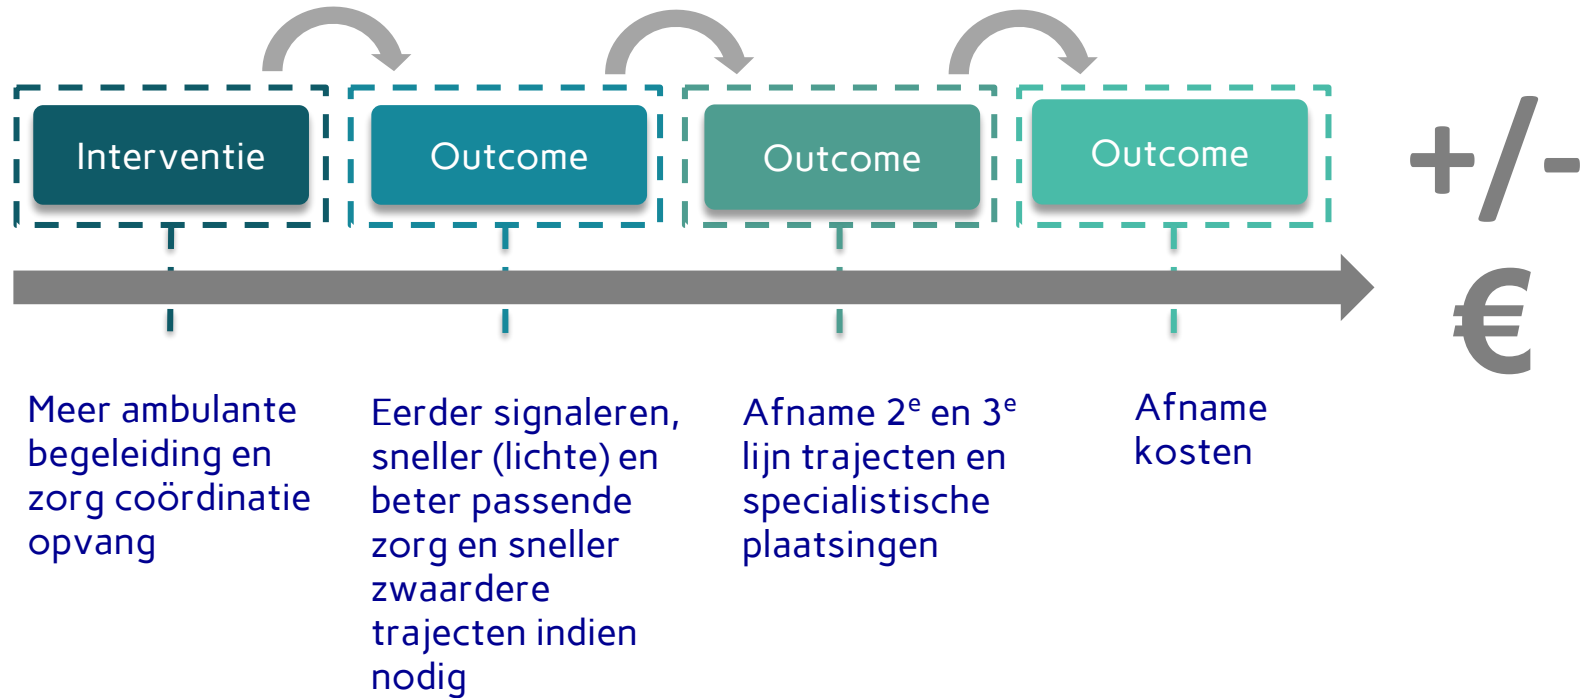 Interventie
Outcome
Outcome
Outcome
+/-
€
Meer ambulante
begeleiding en
zorg coördinatie
opvang
Eerder signaleren,
sneller (lichte) en
beter passende
zorg en sneller
zwaardere
trajecten indien
nodig
Afname 2ᵉ en 3ᵉ
lijn trajecten en
specialistische
plaatsingen
Afname
kosten